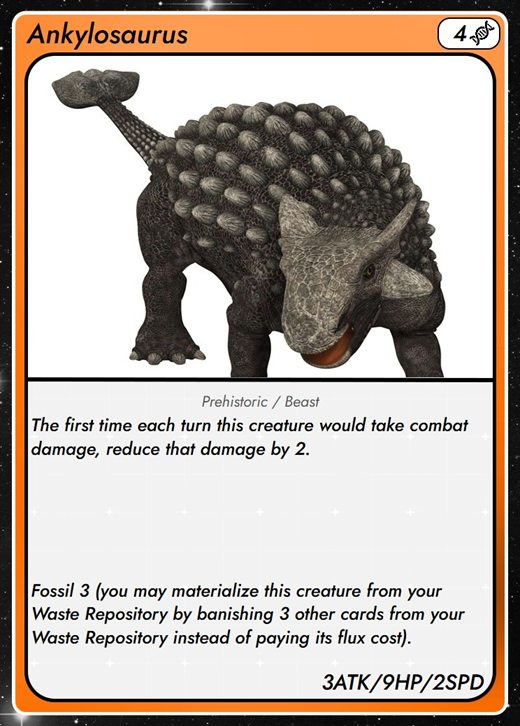 Ankylosaurus
4
Prehistoric / Beast
The first time each turn this creature would take combat
damage, reduce that damage by 2.
Fossil 3 (you may materialize this creature from your
Waste Repository by banishing 3 other cards from your
Waste Repository instead of paying its flux cost).
3ATK/9HP/2SPD